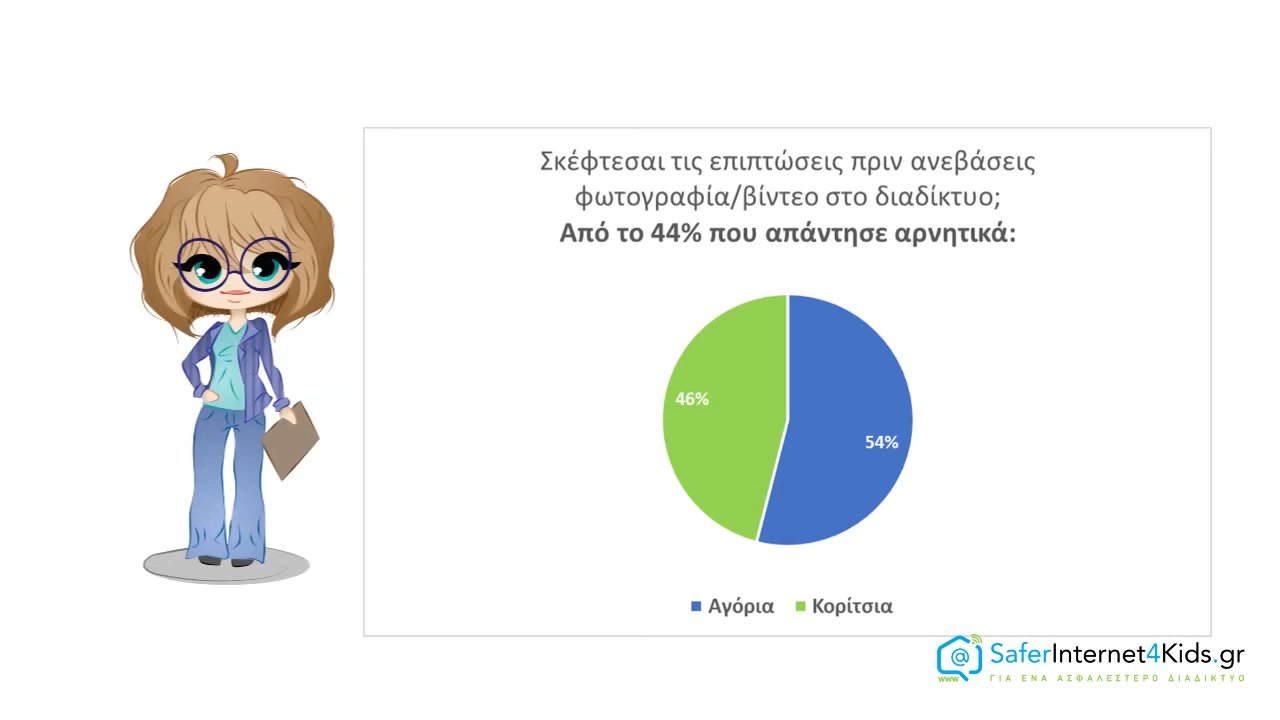 Σκέφτεσαι τις επιπτώσεις πριν ανεβάσεις
φωτογραφία/βίντεο στο διαδίκτυο;
Από το 44% που απάντησε αρνητικά:
46%
54%
Αγόρια Κορίτσια
@ SaferInternet4Kids.gr
www ΓΙΑ ΕΝΑ ΑΣΦΑΛΕΣΤΕΡΟ ΔΙΑΔΙΚΤΥΟ